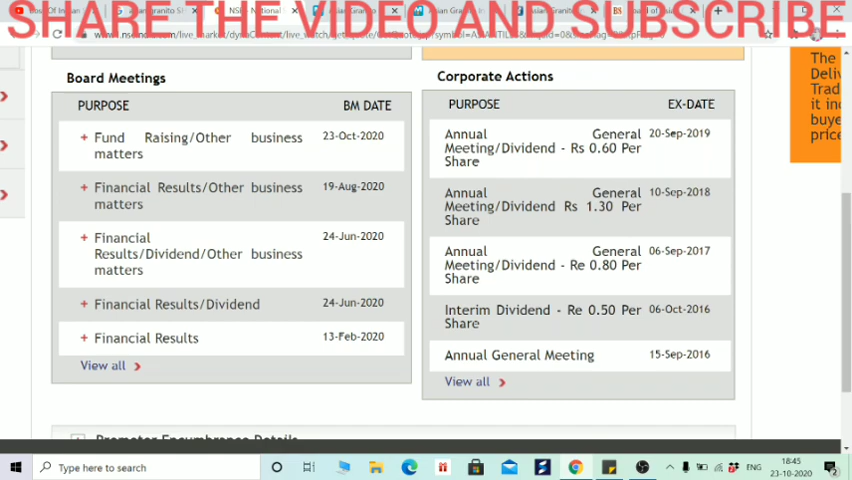 SHARE THE VIDEO AND SUBSCRIBE
Board Meetings
PURPOSE BM DATE
+ Fund Raising/Other business 23-Oct-2020
matters
+ Financial Results/Other business 19-Aug-2020
matters
+ Financial 24-Jun-2020
Results/Dividend/Other business
matters
+ Financial Results/Dividend 24-Jun-2020
+ Financial Results 13-Feb-2020
View all
Corporate Actions
PURPOSE EX-DATE
Annual General 20-Sep-2019
Meeting/Dividend - Rs 0.60 Per
Share
Annual General 10-Sep-2018
Meeting/Dividend Rs 1.30 Per
Share
Annual General 06-Sep-2017
Meeting/Dividend - Re 0.80 Per
Share
Interim Dividend - Re 0.50 Per 06-Oct-2016
Share
Annual General Meeting 15-Sep-2016
View all
The
Deliv
Trad
it inc
buye
price
Promoter Encumbrance Details
Type here to search
ENG
18:45
23-10-2020
2